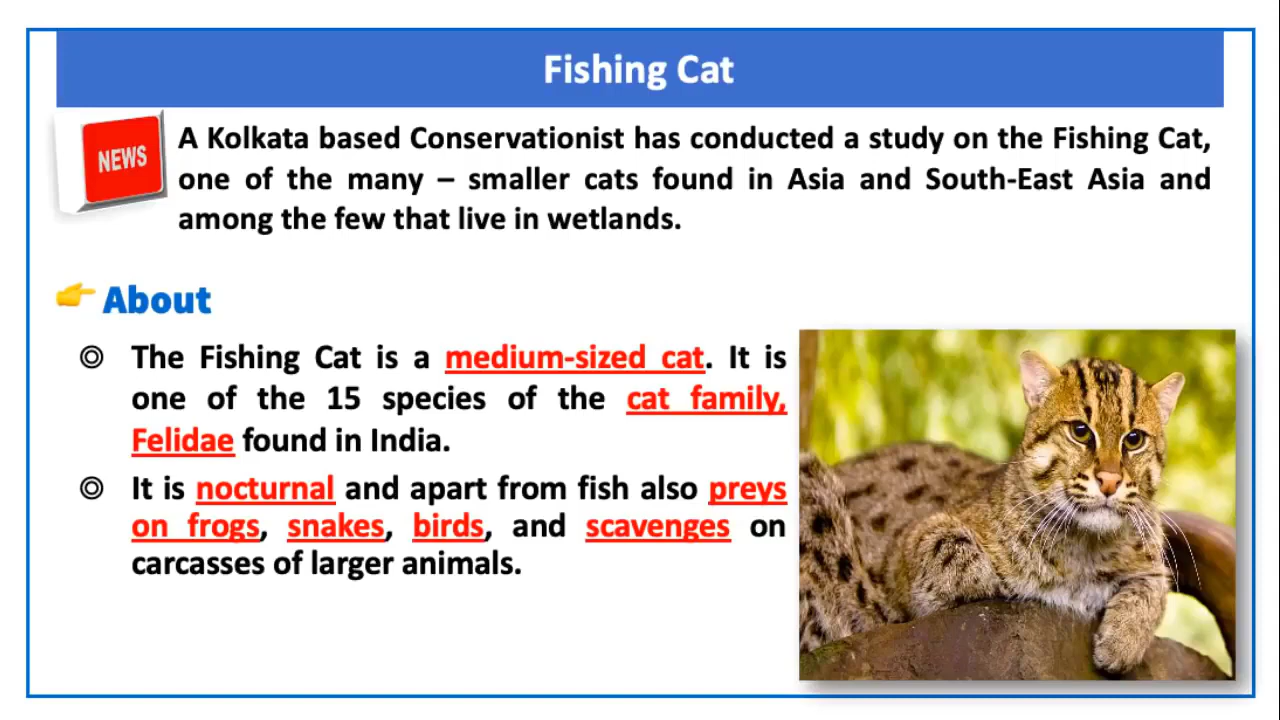 Fishing Cat
NEWS
A Kolkata based Conservationist has conducted a study on the Fishing Cat,
one of the many – smaller cats found in Asia and South-East Asia and
among the few that live in wetlands.
👉 About
◎ The Fishing Cat is a medium-sized cat. It is
one of the 15 species of the cat family,
Felidae found in India.
◎ It is nocturnal and apart from fish also preys
on frogs, snakes, birds, and scavenges on
carcasses of larger animals.